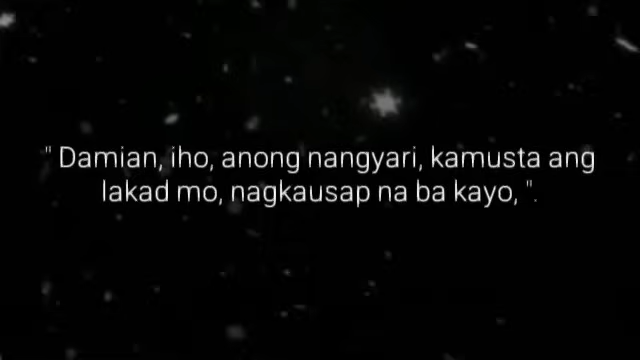 " Damian, iho, anong nangyari, kamusta ang
lakad mo, nagkausap na ba kayo, ".